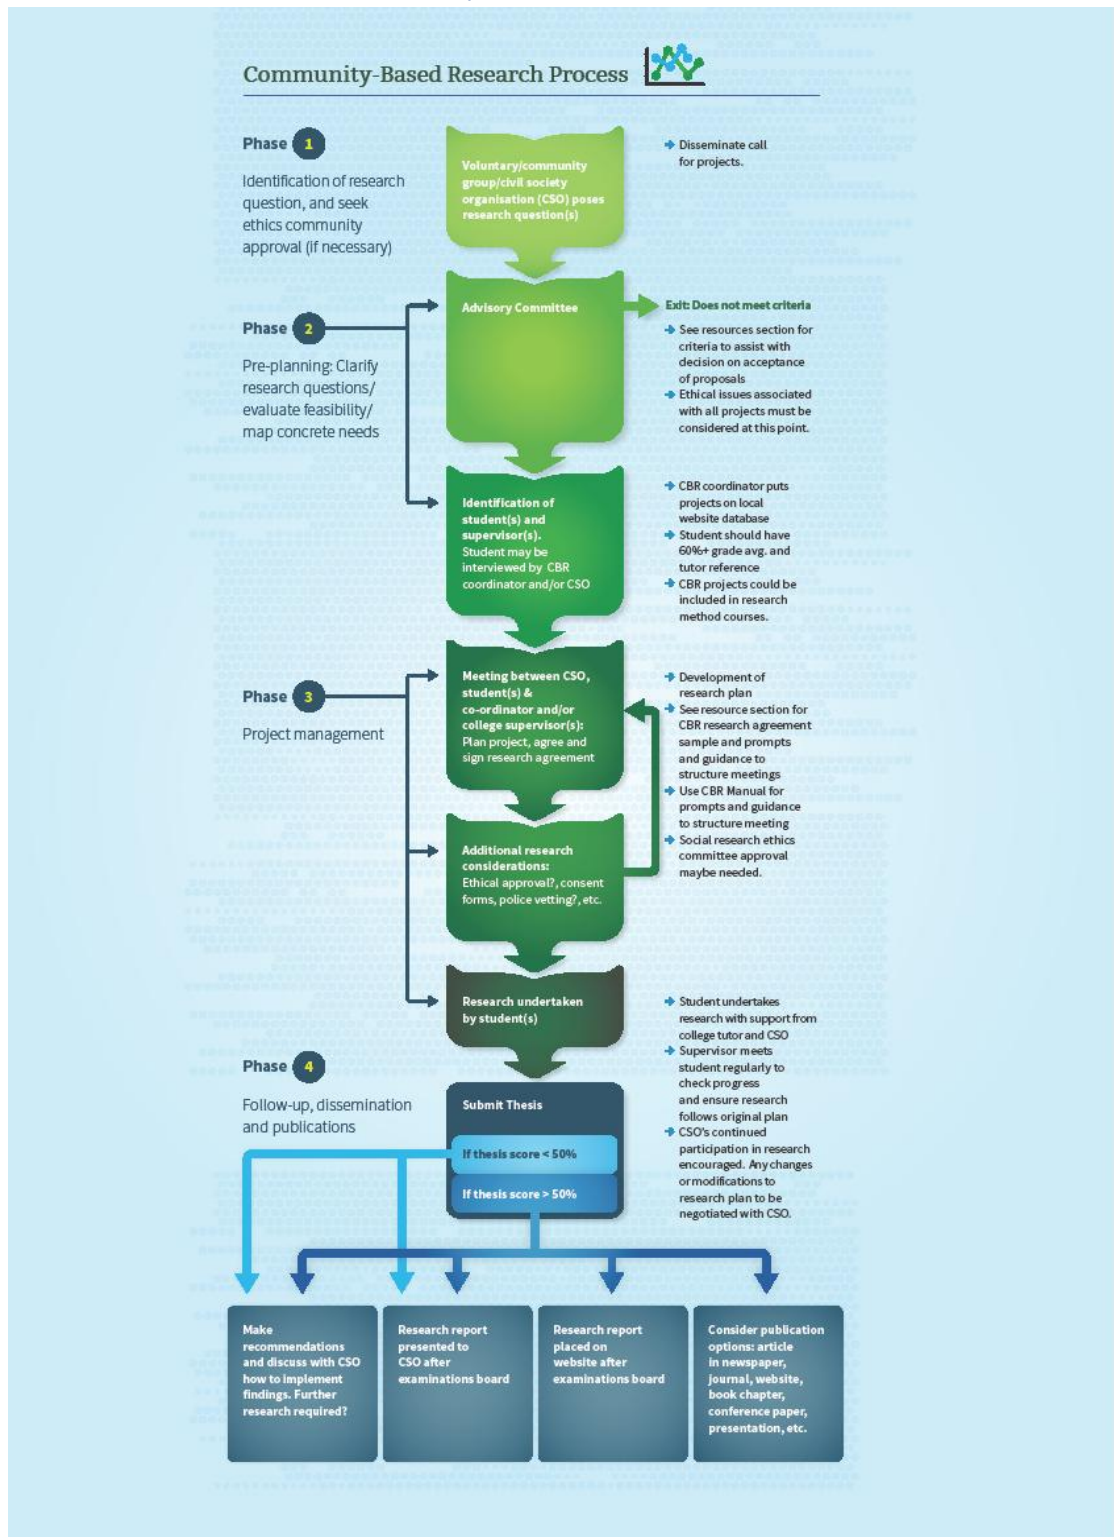 Community-Based Research Process
Phase 1
Identification of research
question, and seek
ethics community
approval (if necessary)
Voluntary/community
group/civil society
organisation (CSO) poses
research question(s)
Disseminate call
for projects.
Phase 2
Pre-planning: Clarify
research questions/
evaluate feasibility/
map concrete needs
Advisory Committee
Exit: Does not meet criteria
See resources section for
criteria to assist with
decision on acceptance
of proposals
Ethical issues associated
with all projects must be
considered at this point.
Identification of
student(s) and
supervisor(s).
Student may be
interviewed by CBR
coordinator and/or CSO
CBR coordinator puts
projects on local
website database
Student should have
60%+ grade avg. and
tutor reference
CBR projects could be
included in research
method courses.
Phase 3
Project management
Meeting between CSO,
student(s) &
co-ordinator and/or
college supervisor(s):
Plan project, agree and
sign research agreement
Development of
research plan
See resource section for
CBR research agreement
sample and prompts
and guidance to
structure meetings
Use CBR Manual for
prompts and guidance
to structure meeting
Social research ethics
committee approval
maybe needed.
Additional research
considerations:
Ethical approval?, consent
forms, police vetting?, etc.
Research undertaken
by student(s)
Student undertakes
research with support from
college tutor and CSO
Supervisor meets
student regularly to
check progress
and ensure research
follows original plan
CSO's continued
participation in research
encouraged. Any changes
or modifications to
research plan to be
negotiated with CSO.
Phase 4
Follow-up, dissemination
and publications
Submit Thesis
If thesis score < 50%
If thesis score > 50%
Make
recommendations
and discuss with CSO
how to implement
findings. Further
research required?
Research report
presented to
CSO after
examinations board
Research report
placed on
website after
examinations board
Consider publication
options: article
in newspaper,
journal, website,
book chapter,
conference paper,
presentation, etc.